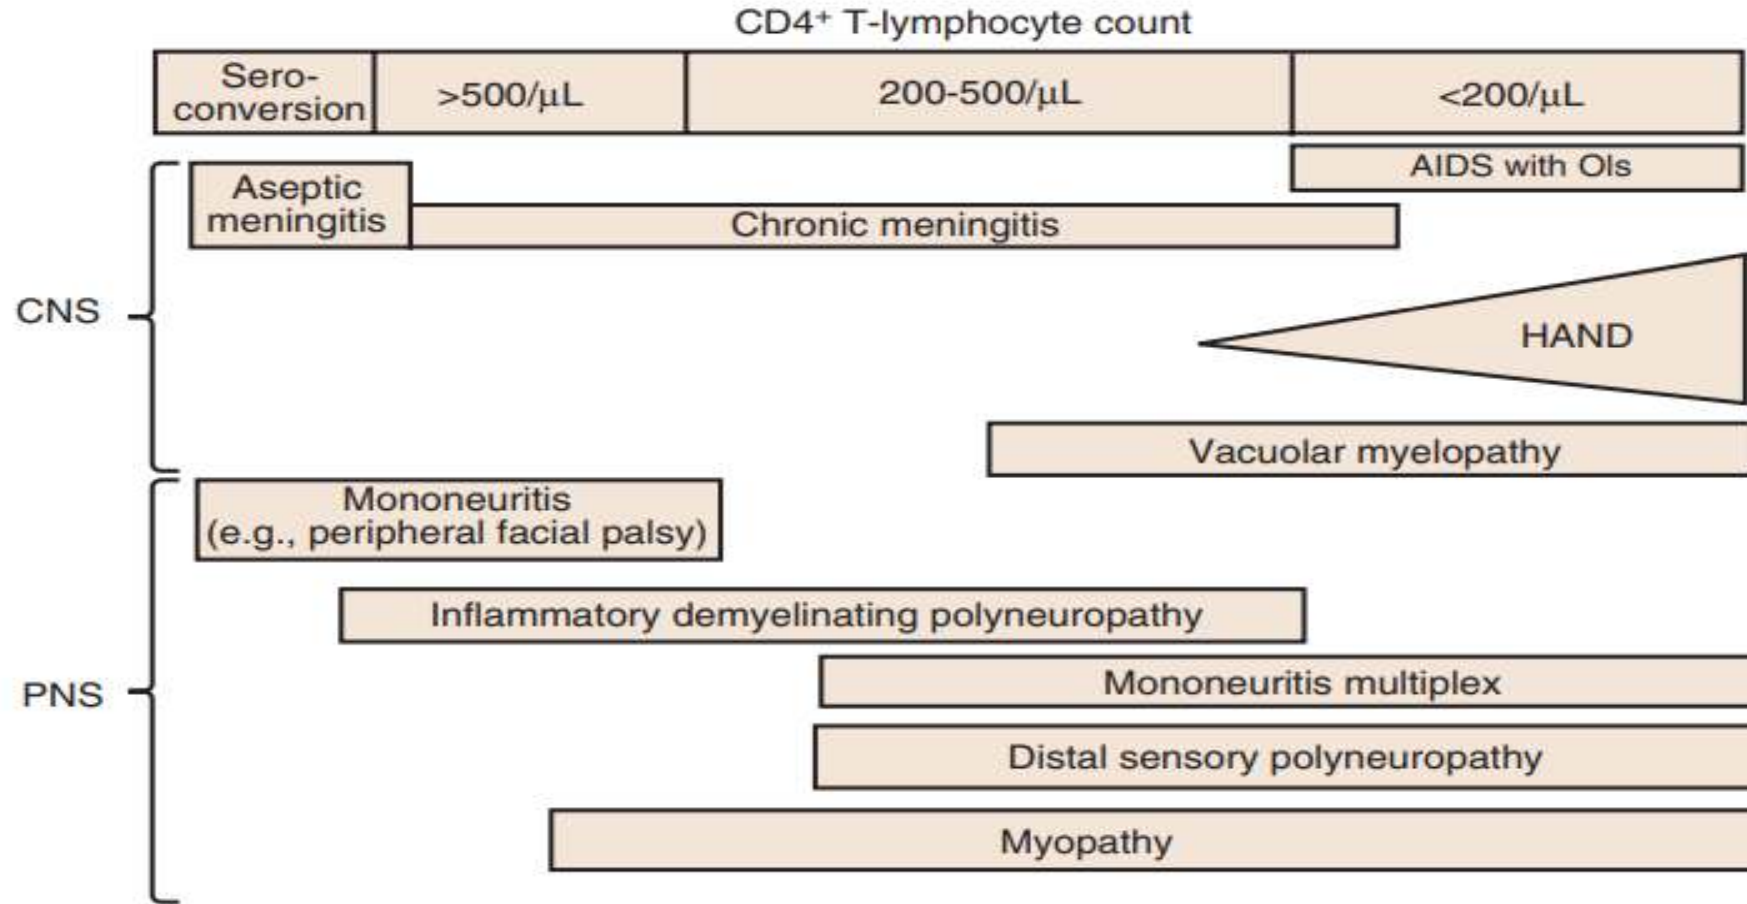 CD4⁺ T-lymphocyte count
Sero-
conversion
>500/μL
200-500/μL
<200/μL
AIDS with OIs
Aseptic
meningitis
Chronic meningitis
CNS
HAND
Vacuolar myelopathy
Mononeuritis
(e.g., peripheral facial palsy)
Inflammatory demyelinating polyneuropathy
Mononeuritis multiplex
PNS
Distal sensory polyneuropathy
Myopathy